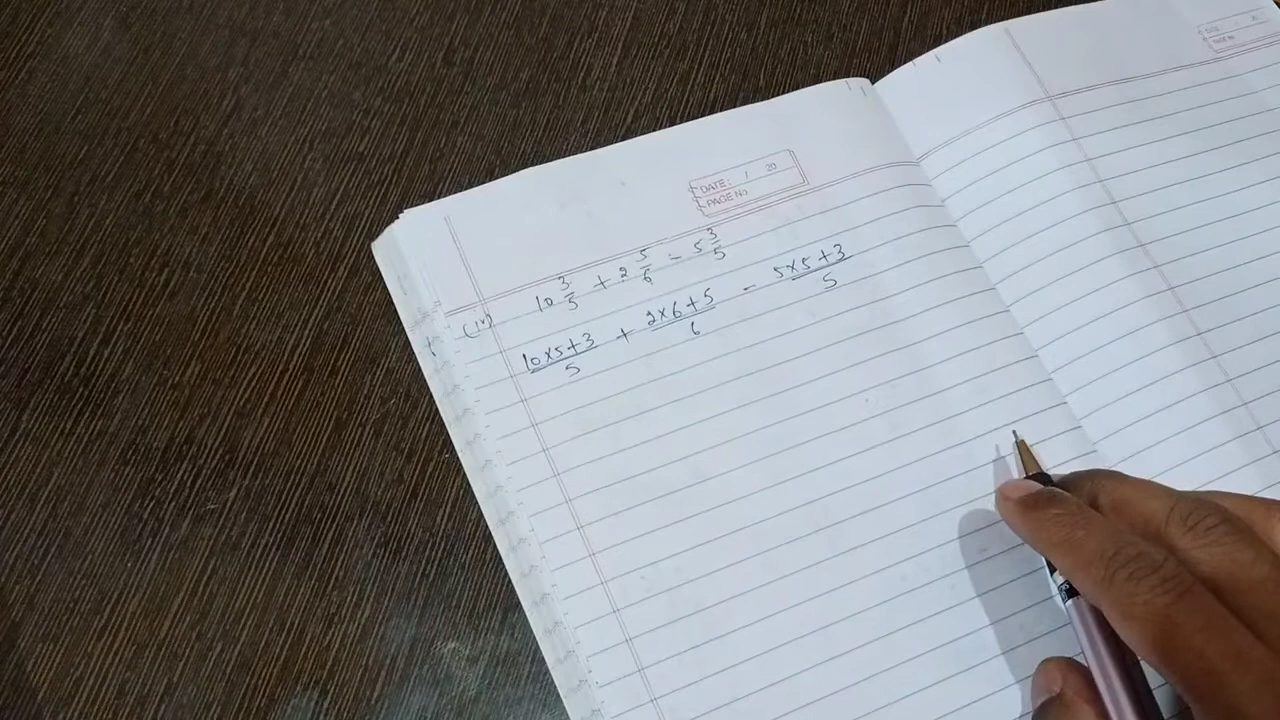 DATE: / 20
PAGE No
(iv) 10 3/5 + 2 5/6 - 5 3/5
10×5+3/5 + 2×6+5/6 - 5×5+3/5